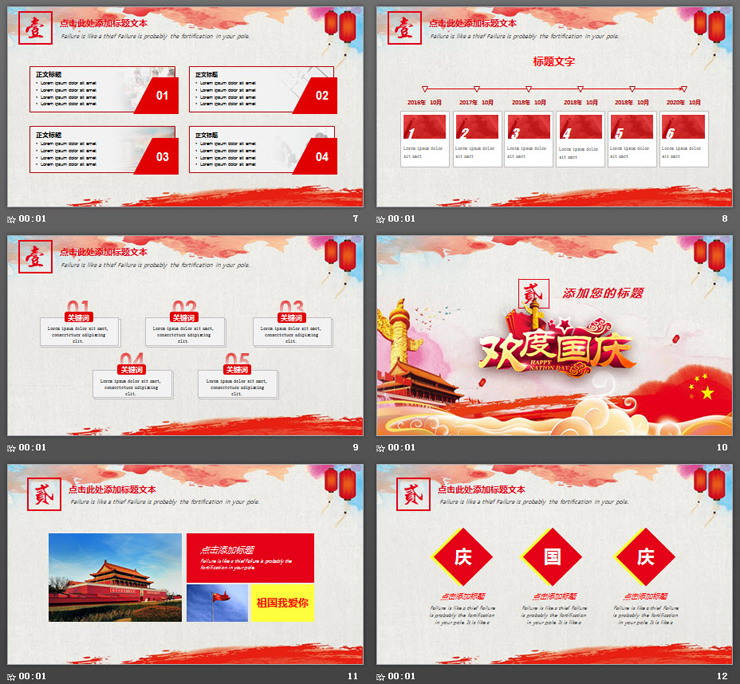 壹
点击此处添加标题文本
Failure is like a thief Failure is probably the fortification in your pole.
正文标题
• Lorem ipsum dolor sit amet
• Lorem ipsum dolor sit amet
• Lorem ipsum dolor sit amet
• Lorem ipsum dolor sit amet
01
正文标题
• Lorem ipsum dolor sit amet
• Lorem ipsum dolor sit amet
• Lorem ipsum dolor sit amet
• Lorem ipsum dolor sit amet
02
正文标题
• Lorem ipsum dolor sit amet
• Lorem ipsum dolor sit amet
• Lorem ipsum dolor sit amet
• Lorem ipsum dolor sit amet
03
正文标题
• Lorem ipsum dolor sit amet
• Lorem ipsum dolor sit amet
• Lorem ipsum dolor sit amet
• Lorem ipsum dolor sit amet
04
00:01
7
壹
点击此处添加标题文本
Failure is like a thief Failure is probably the fortification in your pole.
标题文字
2016年 10月
2017年 10月
2018年 10月
2018年 10月
2019年 10月
2020年 10月
1
2
3
4
5
6
Lorem ipsum dolor
sit amet
Lorem ipsum dolor
sit amet
Lorem ipsum dolor
sit amet
Lorem ipsum dolor
sit amet
Lorem ipsum dolor
sit amet
Lorem ipsum dolor
sit amet
00:01
8
壹
点击此处添加标题文本
Failure is like a thief Failure is probably the fortification in your pole.
01
关键词
Lorem ipsum dolor sit amet,
consectetuer adipiscing
elit.
02
关键词
Lorem ipsum dolor sit amet,
consectetuer adipiscing
elit.
03
关键词
Lorem ipsum dolor sit amet,
consectetuer adipiscing
elit.
04
关键词
Lorem ipsum dolor sit amet,
consectetuer adipiscing
elit.
05
关键词
Lorem ipsum dolor sit amet,
consectetuer adipiscing
elit.
00:01
9
贰
添加您的标题
欢度国庆
HAPPY
NATION DAY
00:01
10
贰
点击此处添加标题文本
Failure is like a thief Failure is probably the fortification in your pole.
点击添加标题
Failure is like a thief Failure is probably the
fortification in your pole.
祖国我爱你
00:01
11
贰
点击此处添加标题文本
Failure is like a thief Failure is probably the fortification in your pole.
庆
国
庆
点击添加标题
Failure is like a thief Failure
is probably the fortification
in your pole. It is like a
点击添加标题
Failure is like a thief Failure
is probably the fortification
in your pole. It is like a
点击添加标题
Failure is like a thief Failure
is probably the fortification
in your pole. It is like a
00:01
12